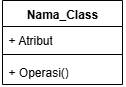 Nama_Class
+ Atribut
+ Operasi()